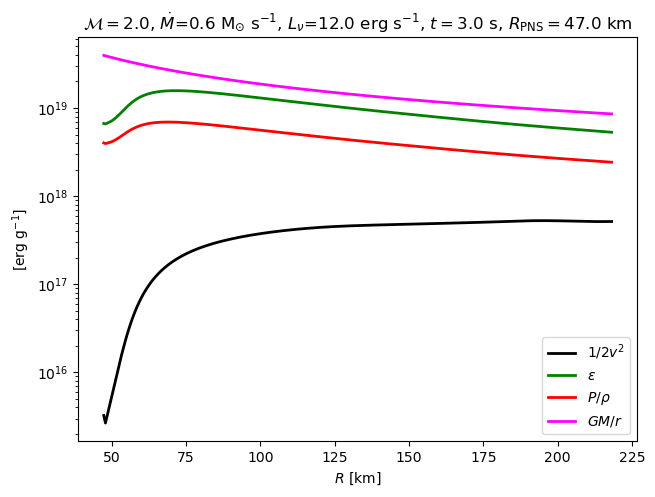 ℳ = 2.0, Ṁ=0.6 M⊙ s⁻¹, Lν=12.0 erg s⁻¹, t = 3.0 s, R_PNS = 47.0 km
[erg g⁻¹]
10¹⁹
10¹⁸
10¹⁷
10¹⁶
1/2v²
ε
P/ρ
GM/r
50 75 100 125 150 175 200 225
R [km]